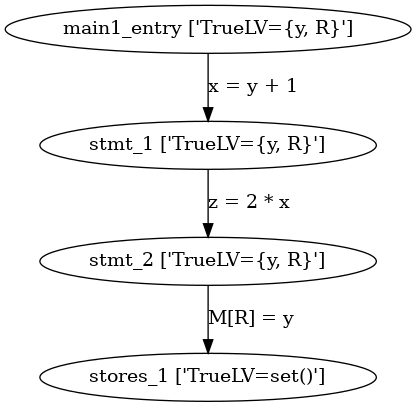 main1_entry ['TrueLV={y, R}']
x = y + 1
stmt_1 ['TrueLV={y, R}']
z = 2 * x
stmt_2 ['TrueLV={y, R}']
M[R] = y
stores_1 ['TrueLV=set()']